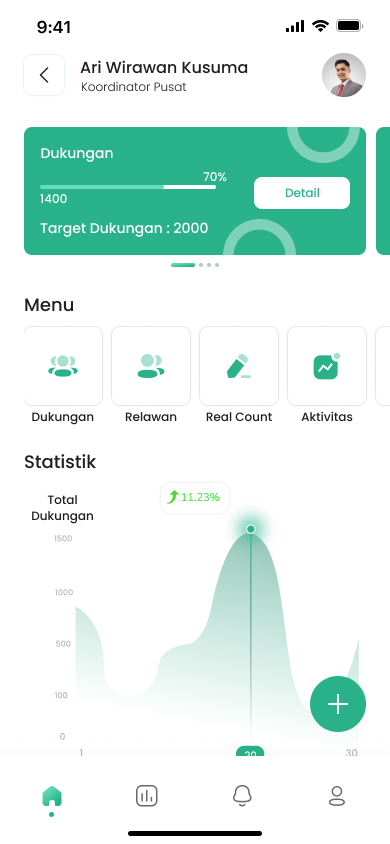 9:41
Ari Wirawan Kusuma
Koordinator Pusat
Dukungan
70%
1400
Detail
Target Dukungan : 2000
Menu
Dukungan
Relawan
Real Count
Aktivitas
Statistik
Total
Dukungan
11.23%
1500
1000
500
100
0
1
20
30